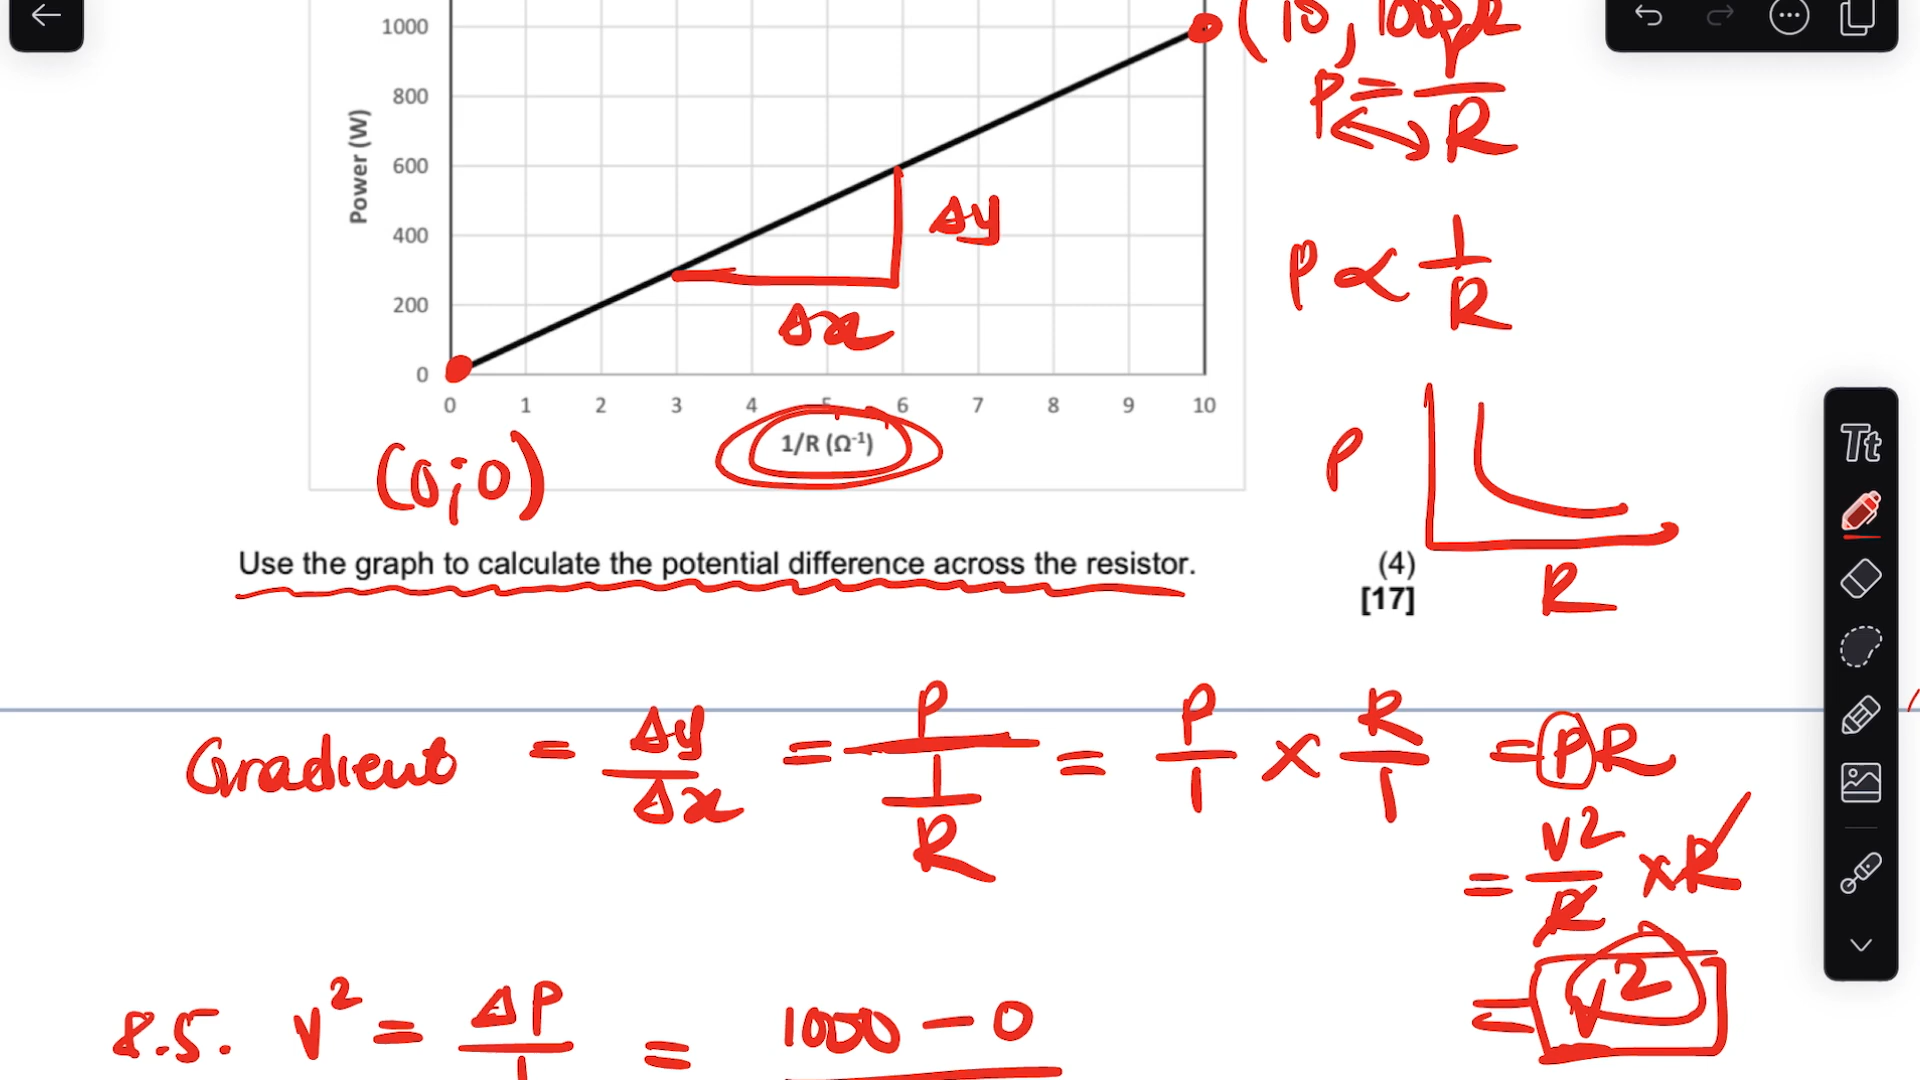 1000
(10, 1000)
P = / R
800
Power (W)
600
Δy
400
P ∝ 1/R
200
Δx
0
0 1 2 3 4 5 6 7 8 9 10
1/R (Ω⁻¹)
P
(0;0)
Use the graph to calculate the potential difference across the resistor. (4)
R
[17]
Tt
Gradient = Δy/Δx = P/(1/R) = P/1 × R/1 = PR
= V²/R × R
= V²
8.5. V² = ΔP/1 = 1000 - 0